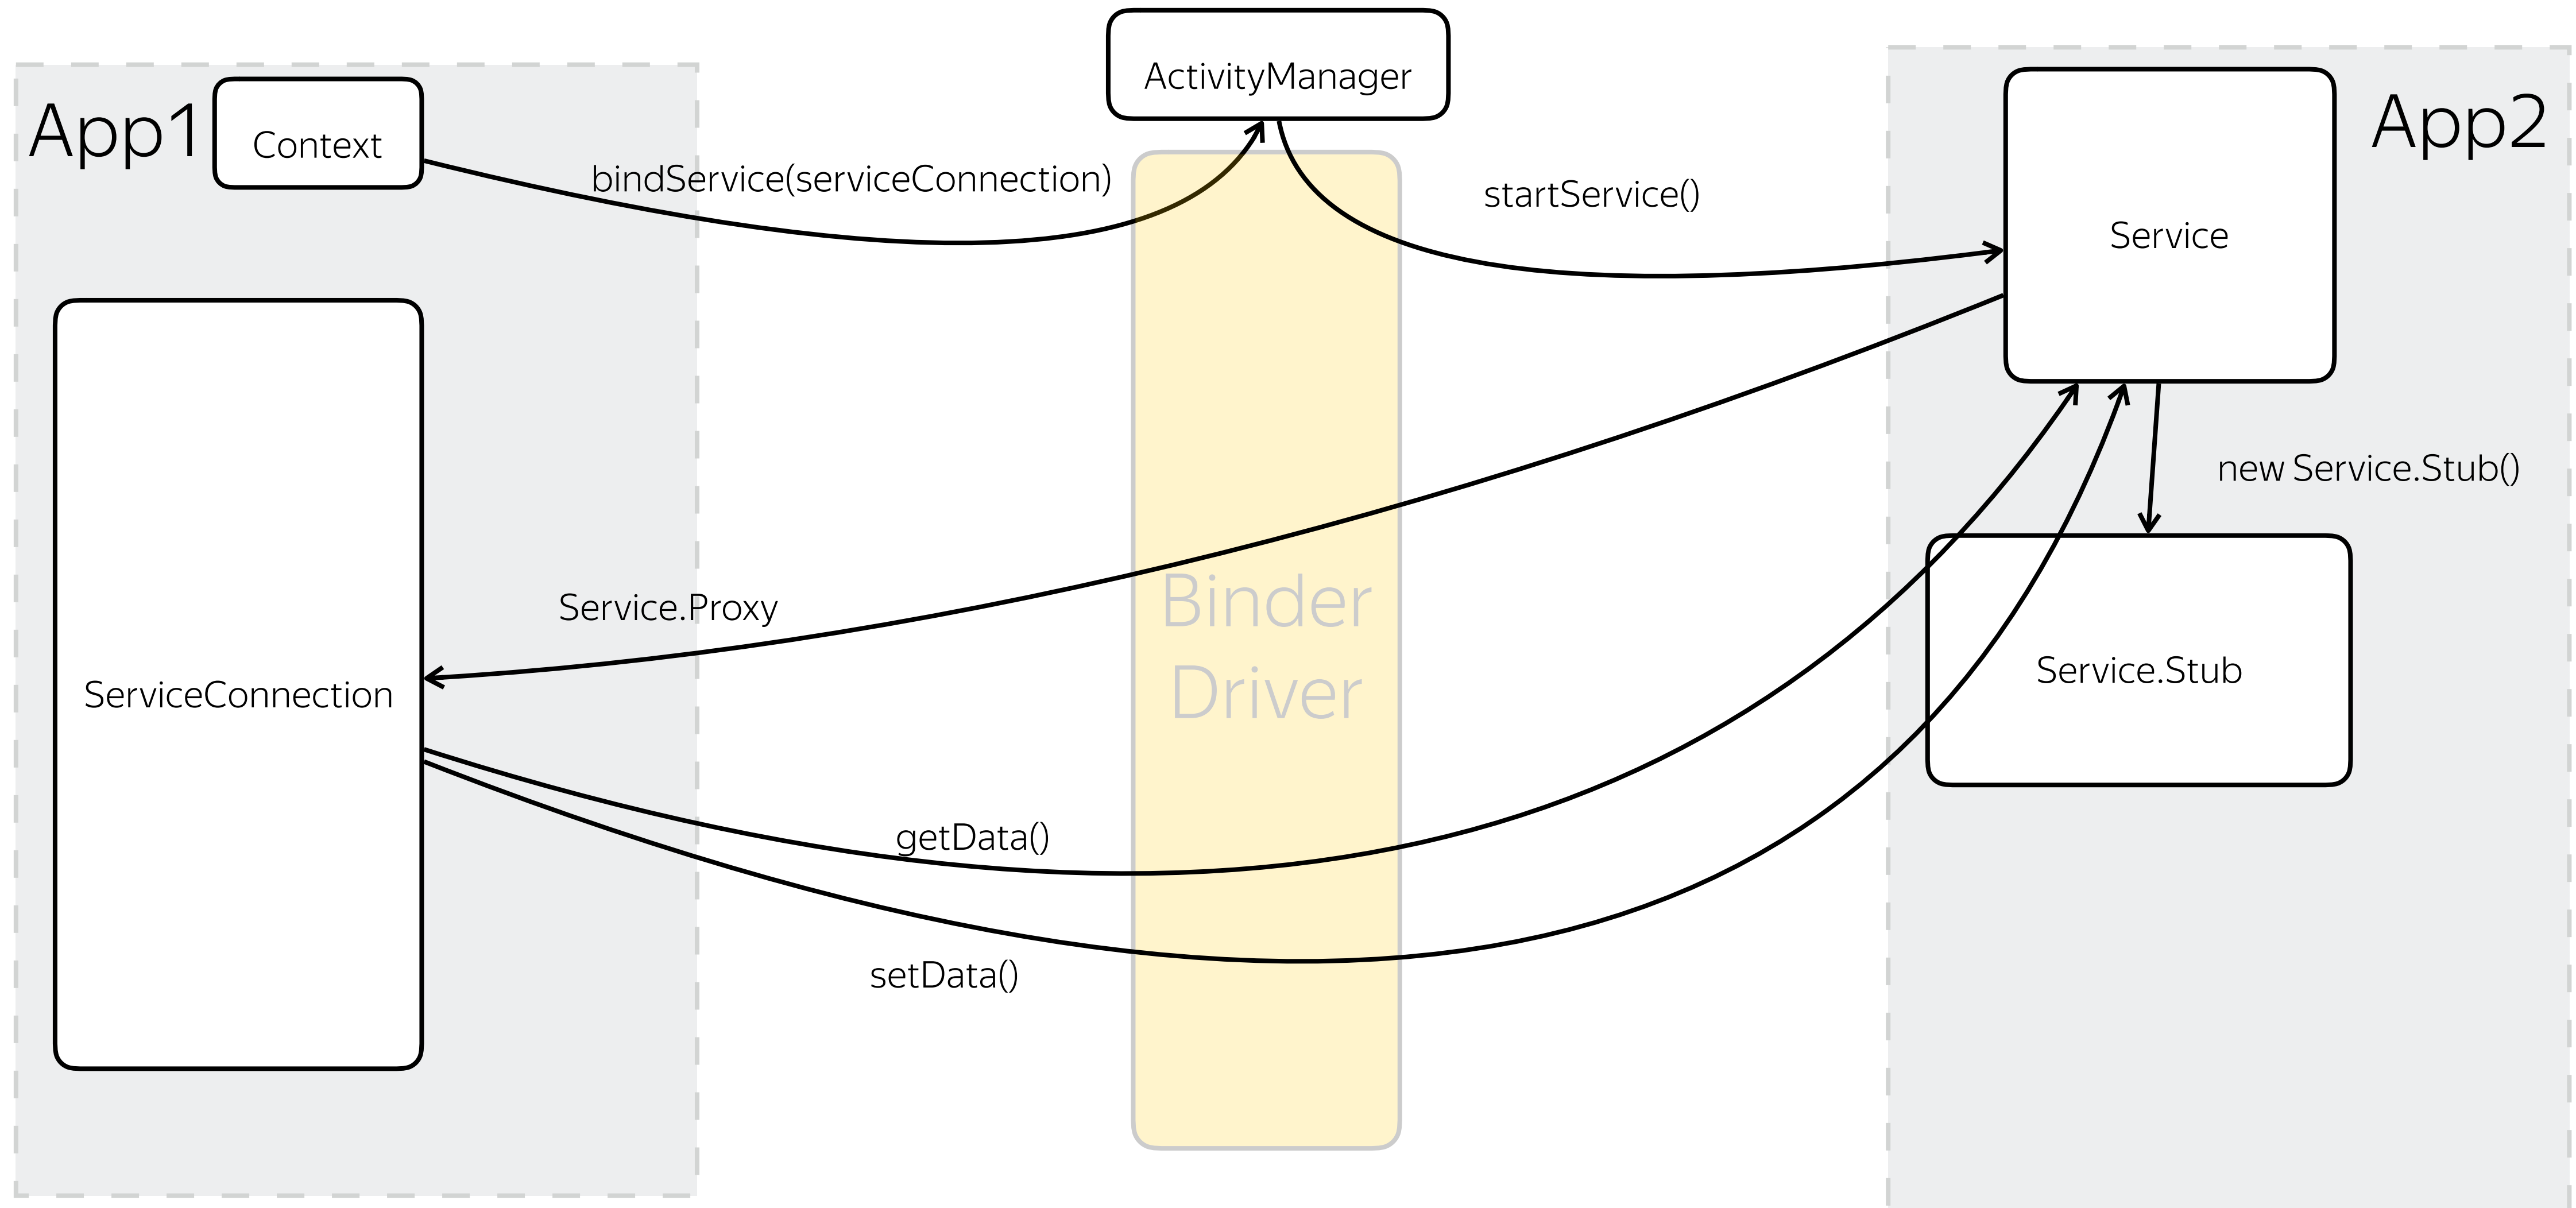 ActivityManager
App1
Context
App2
bindService(serviceConnection)
startService()
Service
new Service.Stub()
Service.Proxy
Binder
Driver
ServiceConnection
Service.Stub
getData()
setData()